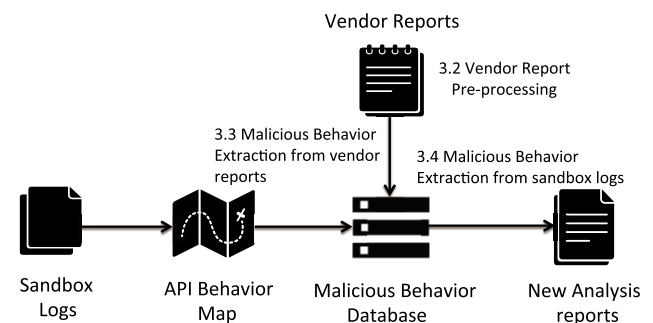 Vendor Reports
3.2 Vendor Report
Pre-processing
3.3 Malicious Behavior
Extraction from vendor
reports
3.4 Malicious Behavior
Extraction from sandbox logs
Sandbox
Logs
API Behavior
Map
Malicious Behavior
Database
New Analysis
reports